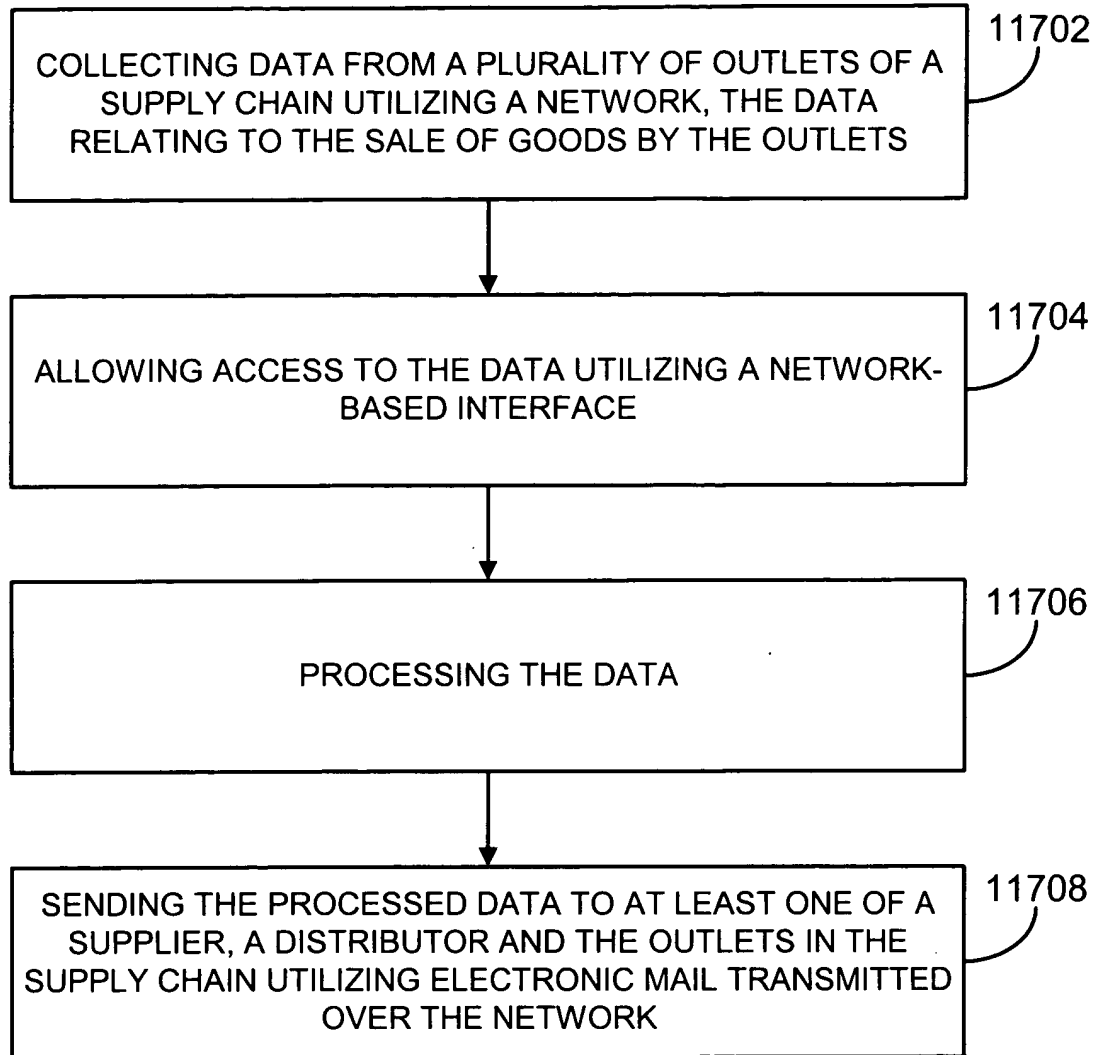 11702
COLLECTING DATA FROM A PLURALITY OF OUTLETS OF A
SUPPLY CHAIN UTILIZING A NETWORK, THE DATA
RELATING TO THE SALE OF GOODS BY THE OUTLETS
11704
ALLOWING ACCESS TO THE DATA UTILIZING A NETWORK-
BASED INTERFACE
11706
PROCESSING THE DATA
11708
SENDING THE PROCESSED DATA TO AT LEAST ONE OF A
SUPPLIER, A DISTRIBUTOR AND THE OUTLETS IN THE
SUPPLY CHAIN UTILIZING ELECTRONIC MAIL TRANSMITTED
OVER THE NETWORK